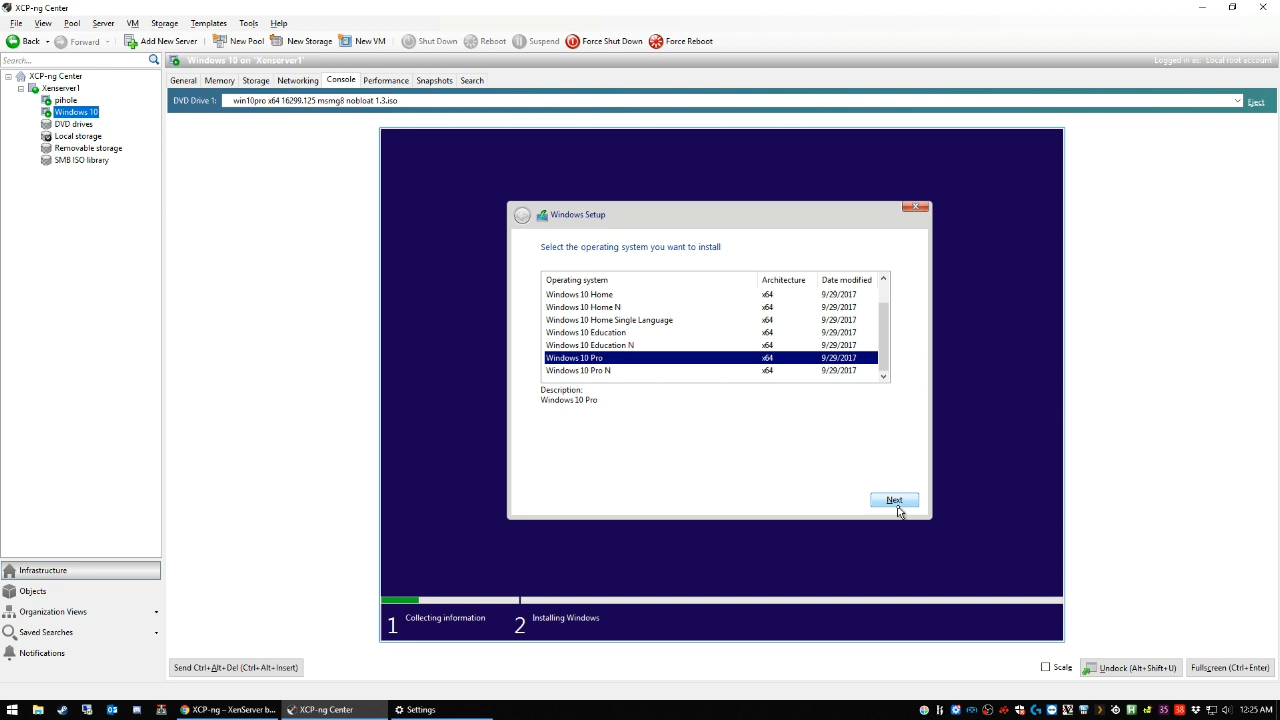 XCP-ng Center
File View Pool Server VM Storage Templates Tools Help
Back Forward Add New Server New Pool New Storage New VM Shut Down Reboot Suspend Force Shut Down Force Reboot
Search...
Windows 10 on 'Xenserver1'
Logged in as: Local root account
XCP-ng Center
Xenserver1
pihole
Windows 10
DVD drives
Local storage
Removable storage
SMB ISO library
General Memory Storage Networking Console Performance Snapshots Search
DVD Drive 1: win10pro x64 16299.125 msmg8 nobloat 1.3.iso Eject
Windows Setup
Select the operating system you want to install
Operating system Architecture Date modified
Windows 10 Home x64 9/29/2017
Windows 10 Home N x64 9/29/2017
Windows 10 Home Single Language x64 9/29/2017
Windows 10 Education x64 9/29/2017
Windows 10 Education N x64 9/29/2017
Windows 10 Pro x64 9/29/2017
Windows 10 Pro N x64 9/29/2017
Description:
Windows 10 Pro
Next
1 Collecting information 2 Installing Windows
Infrastructure
Objects
Organization Views
Saved Searches
Notifications
Send Ctrl+Alt+Del (Ctrl+Alt+Insert) Scale Undock (Alt+Shift+U) Fullscreen (Ctrl+Enter)
XCP-ng – XenServer b... XCP-ng Center Settings 35 38 12:25 AM